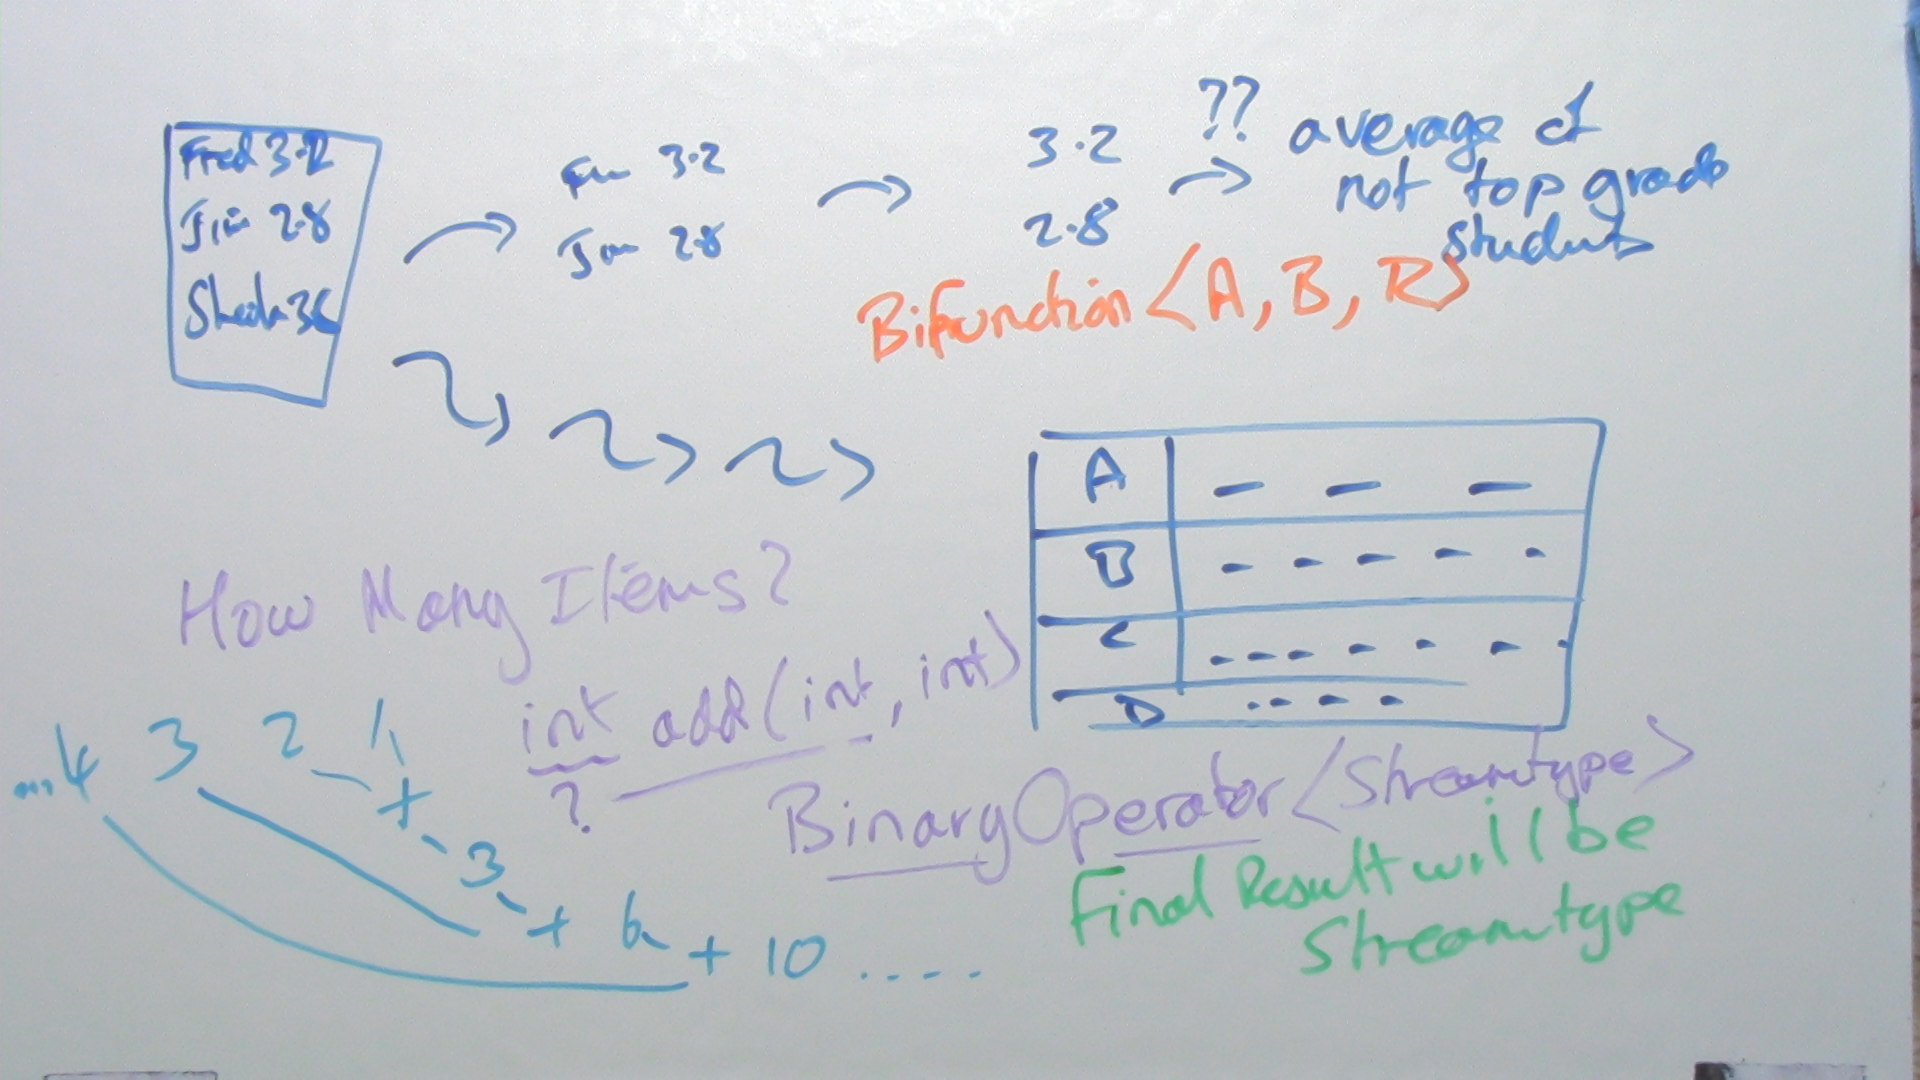 Fred 3.2
Jim 2.8
Sheila 3.6
3.2
Jim 2.8
3.2
2.8
??
average of
not top grade
students
Bifunction<A, B, R>
A
B
C
D
How Many Items?
int add(int, int)
?
...4 3 2 1
+
3
+ 6 + 10 ....
BinaryOperator<Streamtype>
Final Result will be
Streamtype